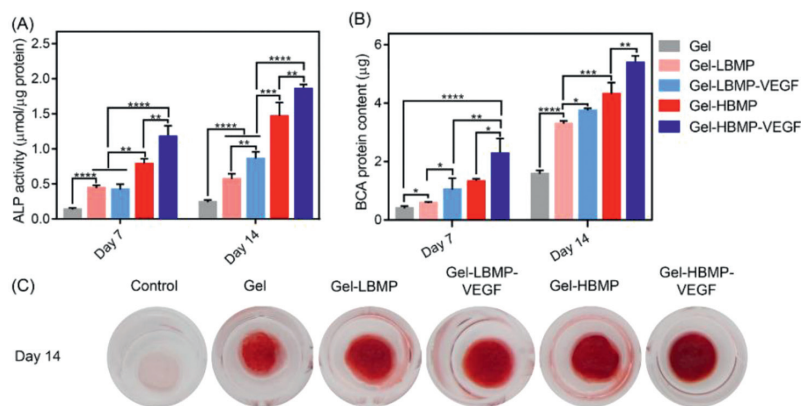 (A)
ALP activity (μmol/μg protein)
2.5
2.0
1.5
1.0
0.5
0.0
****
****
**
**
****
**
****
***
**
Day 7
Day 14
(B)
BCA protein content (μg)
6
4
2
0
****
**
*
*
*
****
*
***
**
Day 7
Day 14
Gel
Gel-LBMP
Gel-LBMP-VEGF
Gel-HBMP
Gel-HBMP-VEGF
(C)
Control
Gel
Gel-LBMP
Gel-LBMP-
VEGF
Gel-HBMP
Gel-HBMP-
VEGF
Day 14